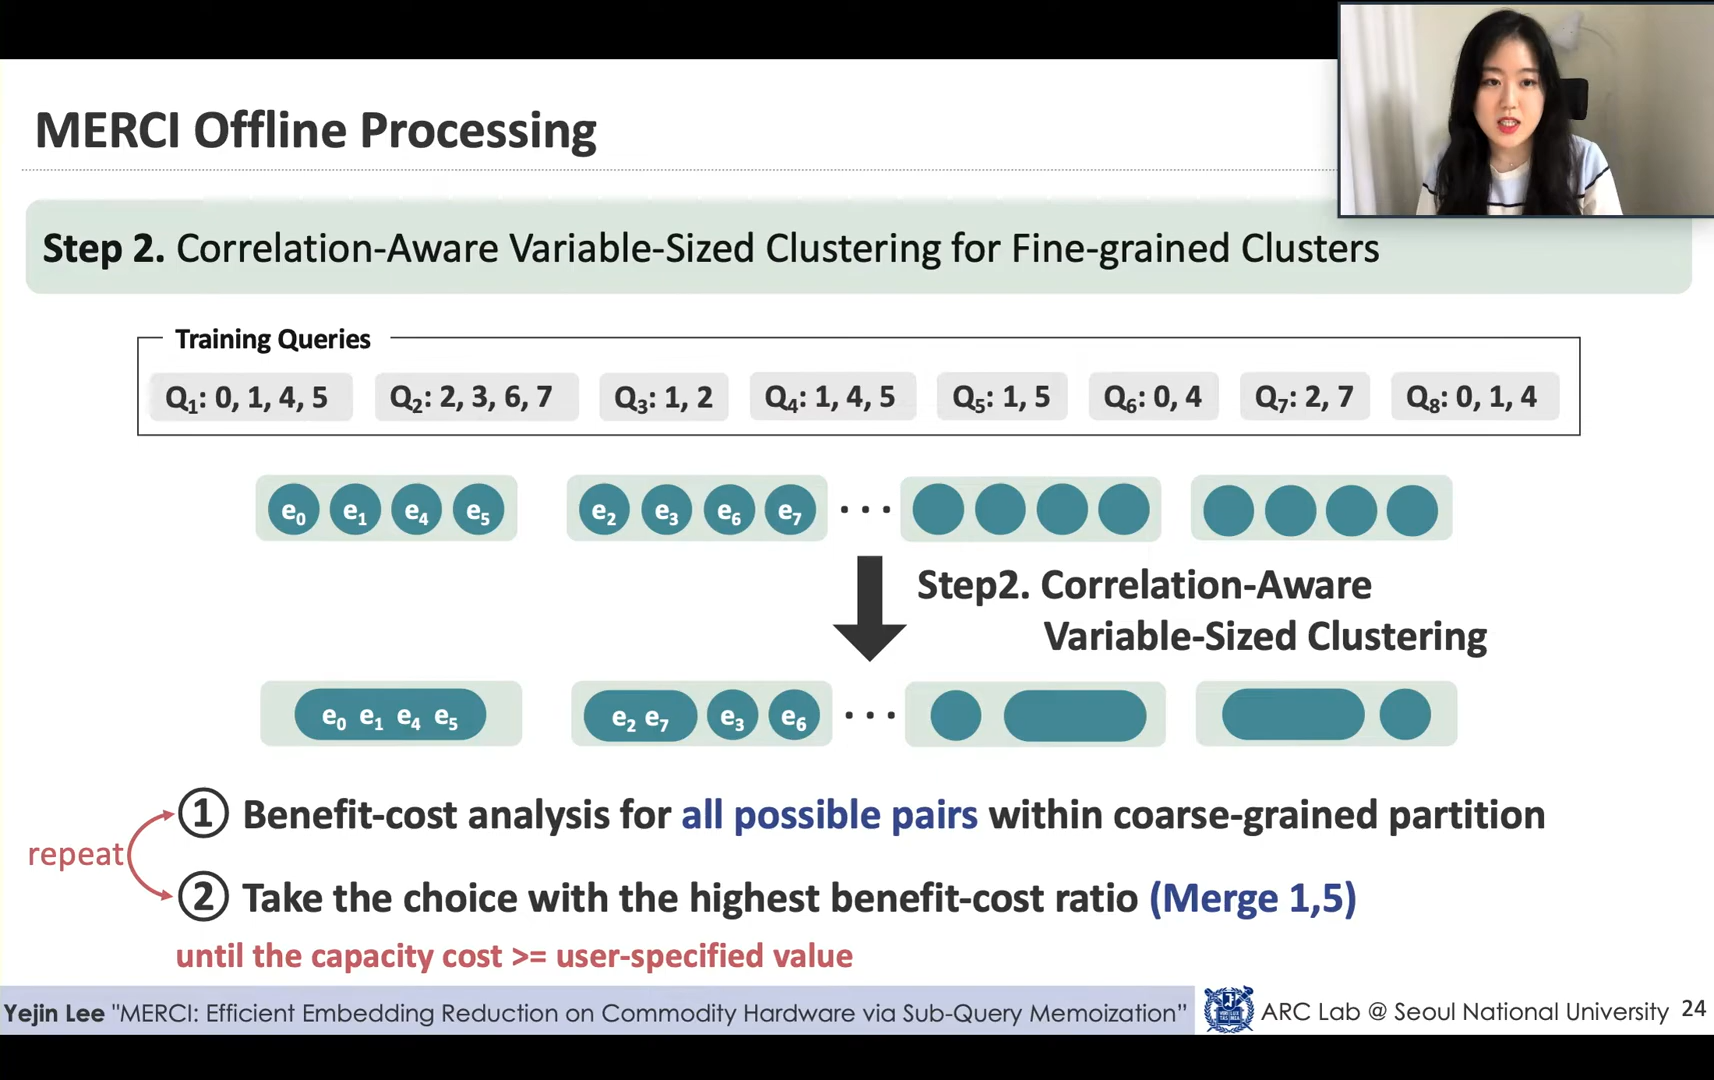 MERCI Offline Processing
Step 2. Correlation-Aware Variable-Sized Clustering for Fine-grained Clusters
Training Queries
Q1: 0, 1, 4, 5
Q2: 2, 3, 6, 7
Q3: 1, 2
Q4: 1, 4, 5
Q5: 1, 5
Q6: 0, 4
Q7: 2, 7
Q8: 0, 1, 4
e0 e1 e4 e5
e2 e3 e6 e7
...
Step2. Correlation-Aware
Variable-Sized Clustering
e0 e1 e4 e5
e2 e7 e3 e6
...
① Benefit-cost analysis for all possible pairs within coarse-grained partition
repeat
② Take the choice with the highest benefit-cost ratio (Merge 1,5)
until the capacity cost >= user-specified value
Yejin Lee "MERCI: Efficient Embedding Reduction on Commodity Hardware via Sub-Query Memoization”
ARC Lab @ Seoul National University
24